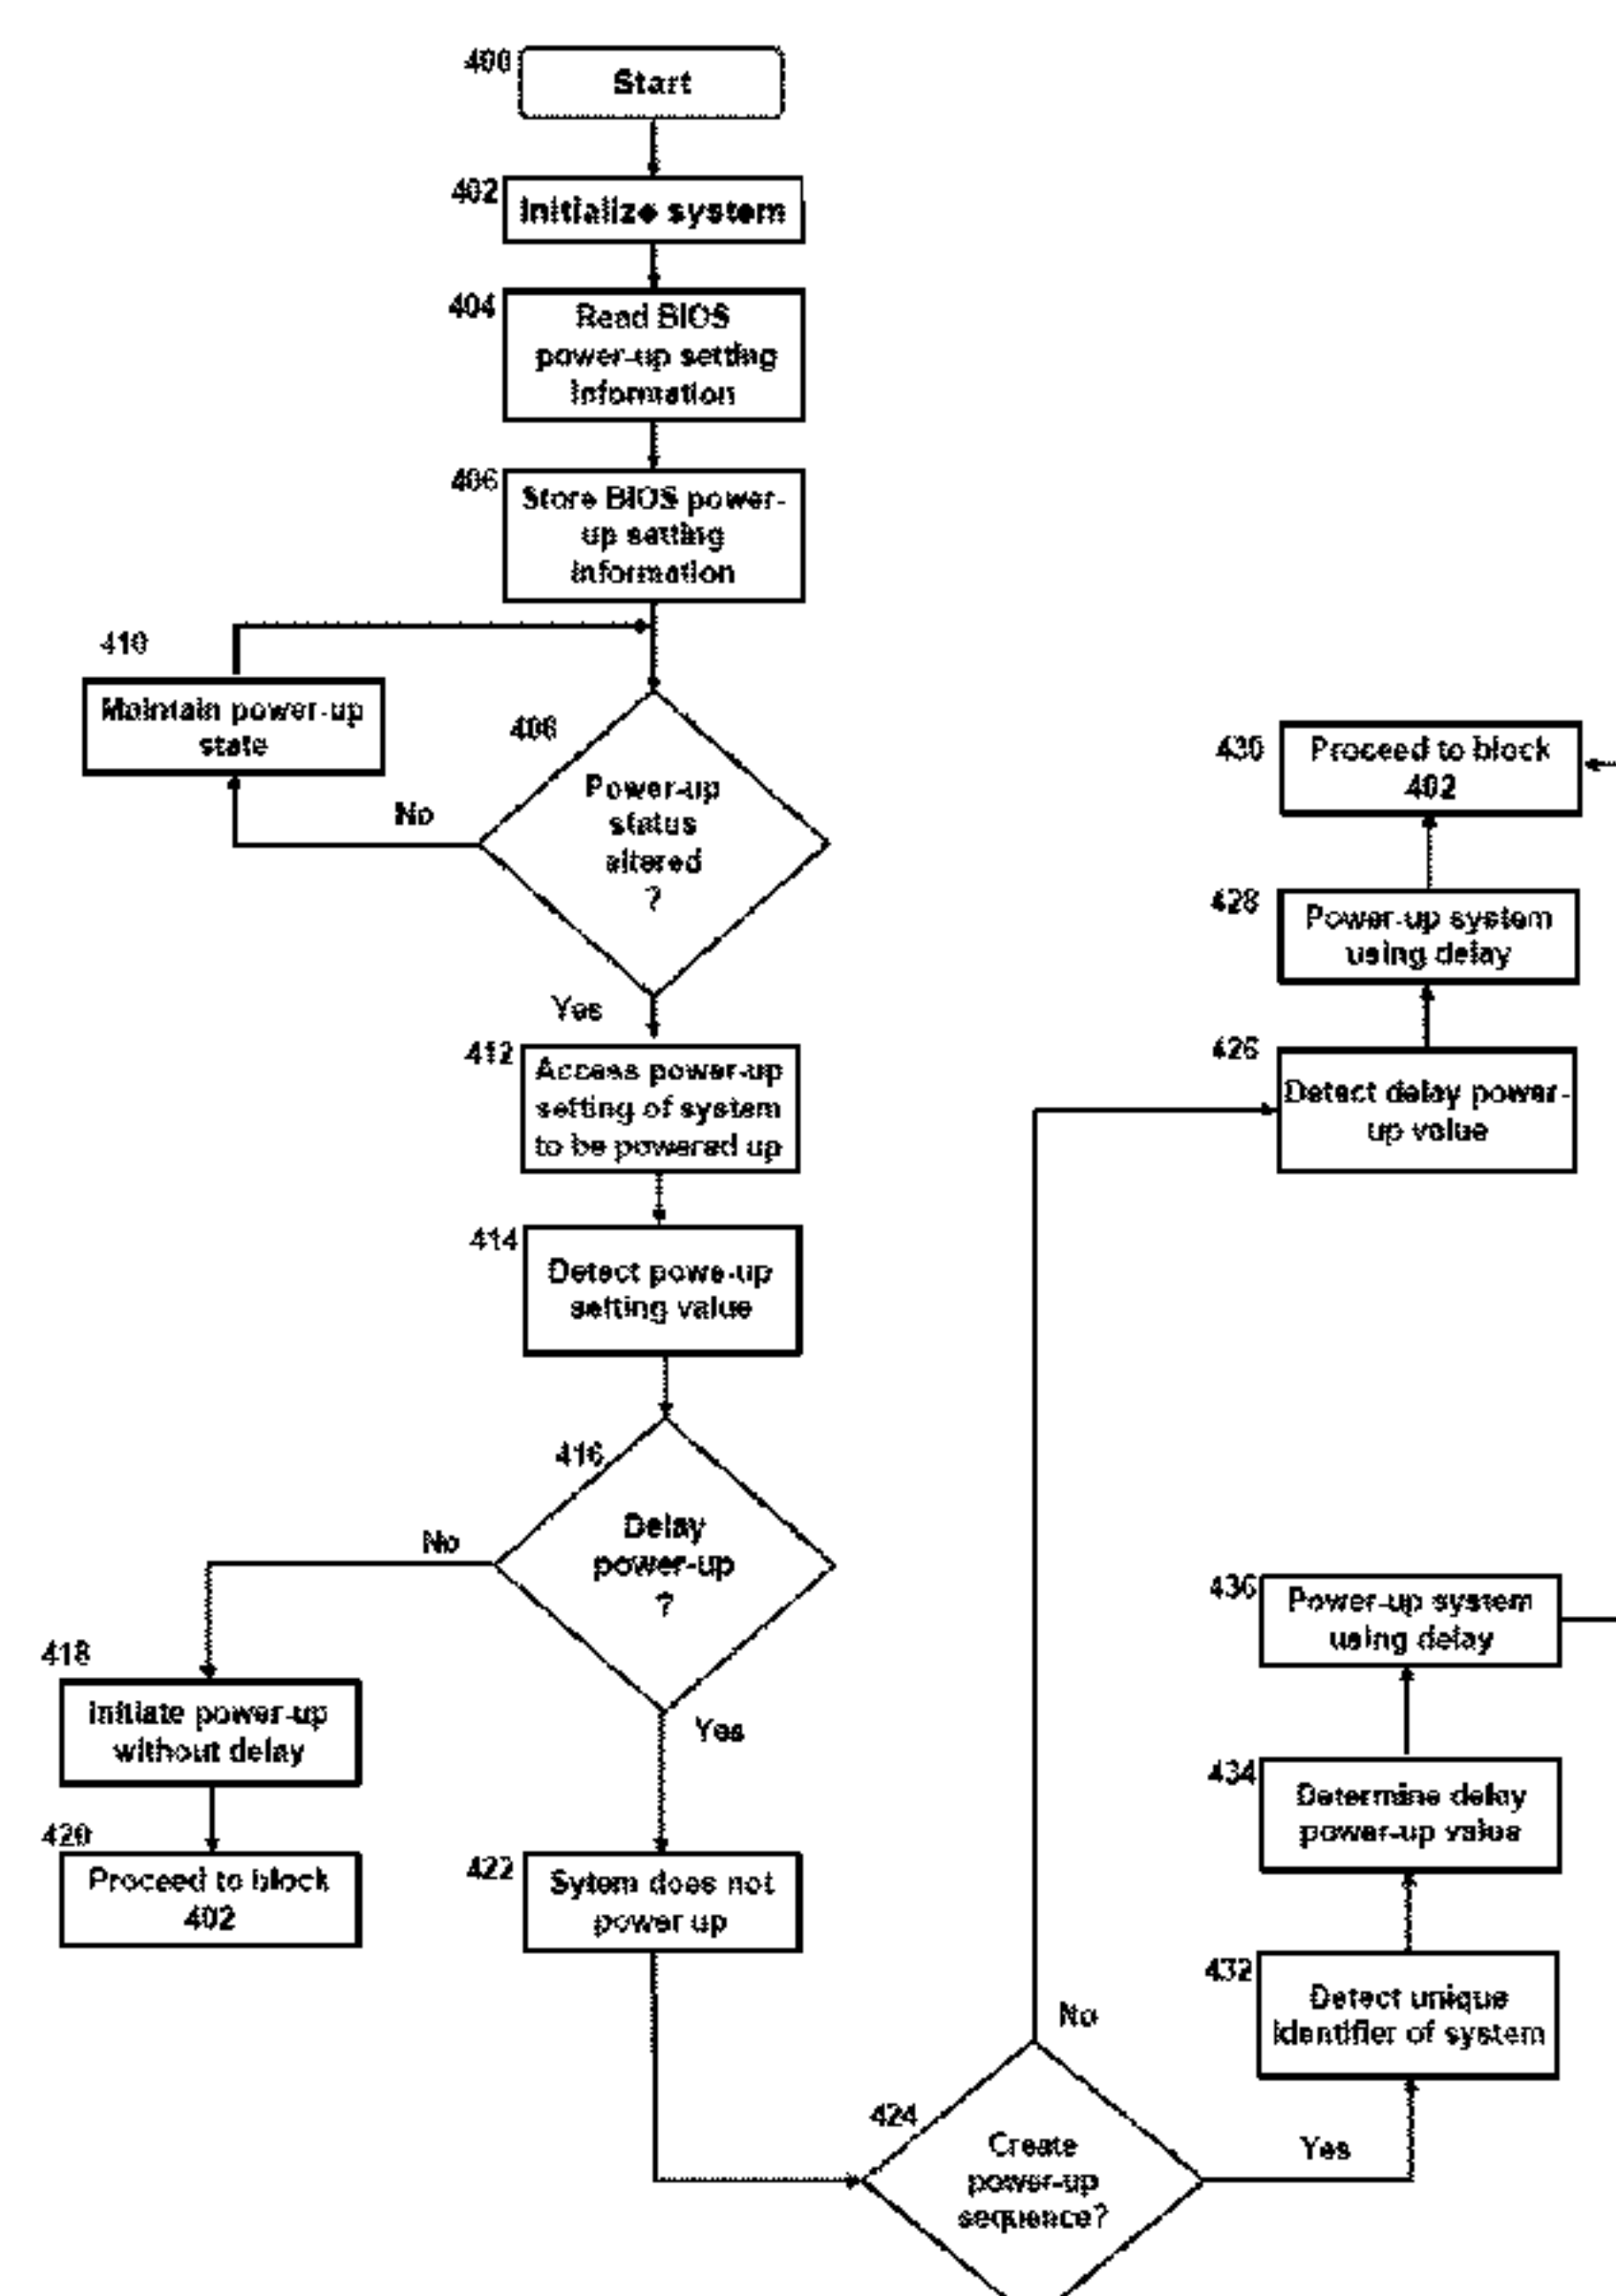 400
Start
402
Initialize system
404
Read BIOS
power-up setting
information
406
Store BIOS power-
up setting
information
410
Maintain power-up
state
No
408
Power-up
status
altered
?
Yes
412
Access power-up
setting of system
to be powered up
414
Detect powe-up
setting value
416
Delay
power-up
?
No
Yes
418
Initiate power-up
without delay
420
Proceed to block
402
422
Sytem does not
power up
424
Create
power-up
sequence?
No
Yes
430
Proceed to block
402
428
Power-up system
using delay
426
Detect delay power-
up value
436
Power-up system
using delay
434
Determine delay
power-up value
432
Detect unique
identifier of system